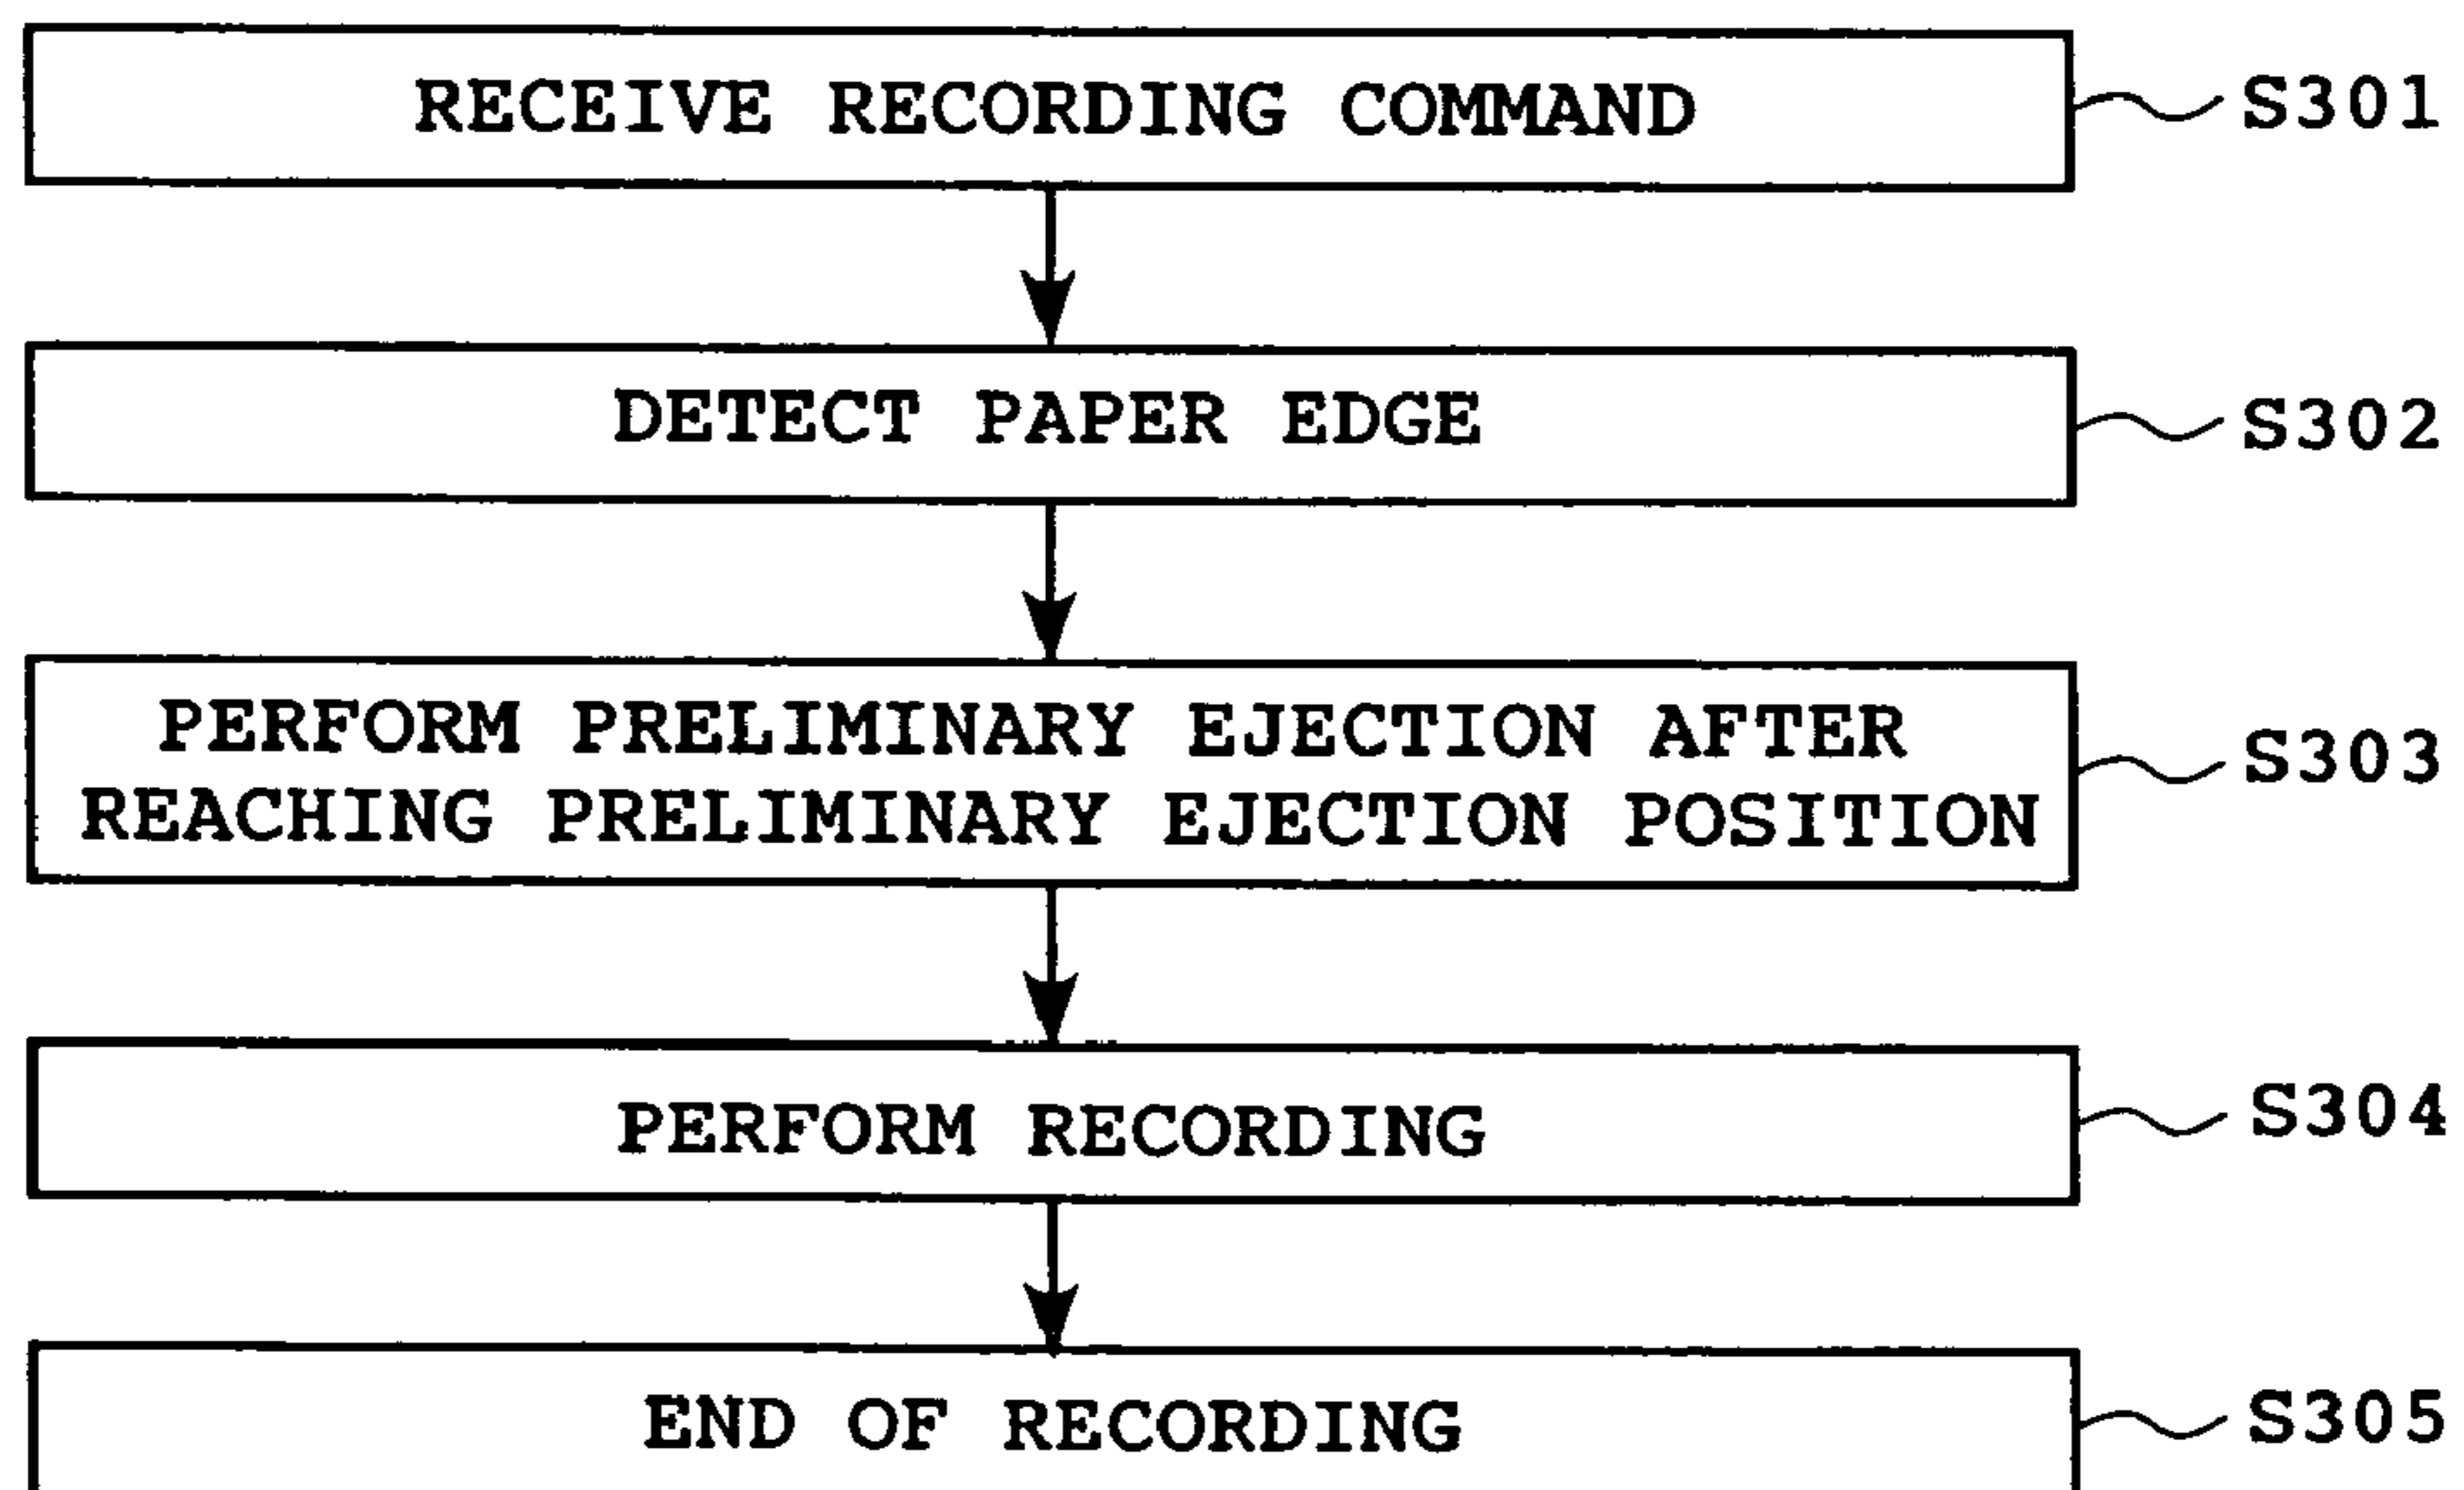 RECEIVE RECORDING COMMAND
S301
DETECT PAPER EDGE
S302
PERFORM PRELIMINARY EJECTION AFTER
REACHING PRELIMINARY EJECTION POSITION
S303
PERFORM RECORDING
S304
END OF RECORDING
S305